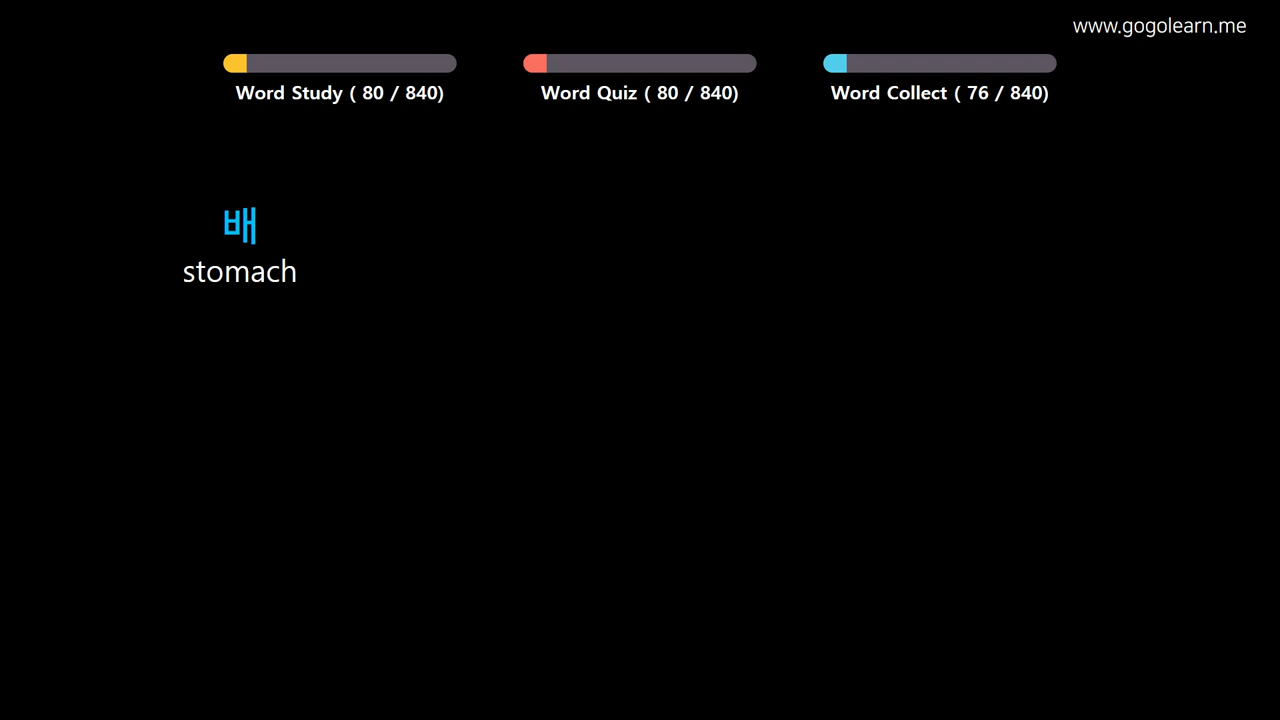 www.gogolearn.me
Word Study ( 80 / 840)
Word Quiz ( 80 / 840)
Word Collect ( 76 / 840)
배
stomach